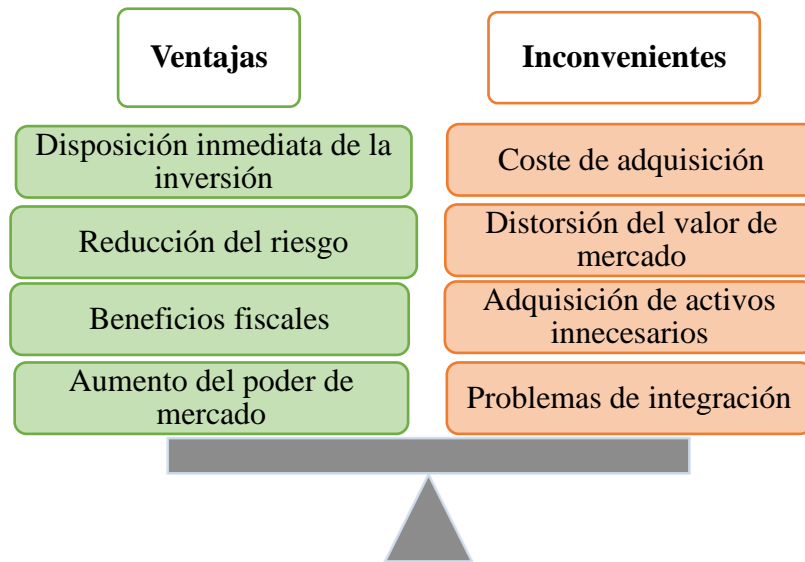 Ventajas
Disposición inmediata de la
inversión
Reducción del riesgo
Beneficios fiscales
Aumento del poder de
mercado
Inconvenientes
Coste de adquisición
Distorsión del valor de
mercado
Adquisición de activos
innecesarios
Problemas de integración